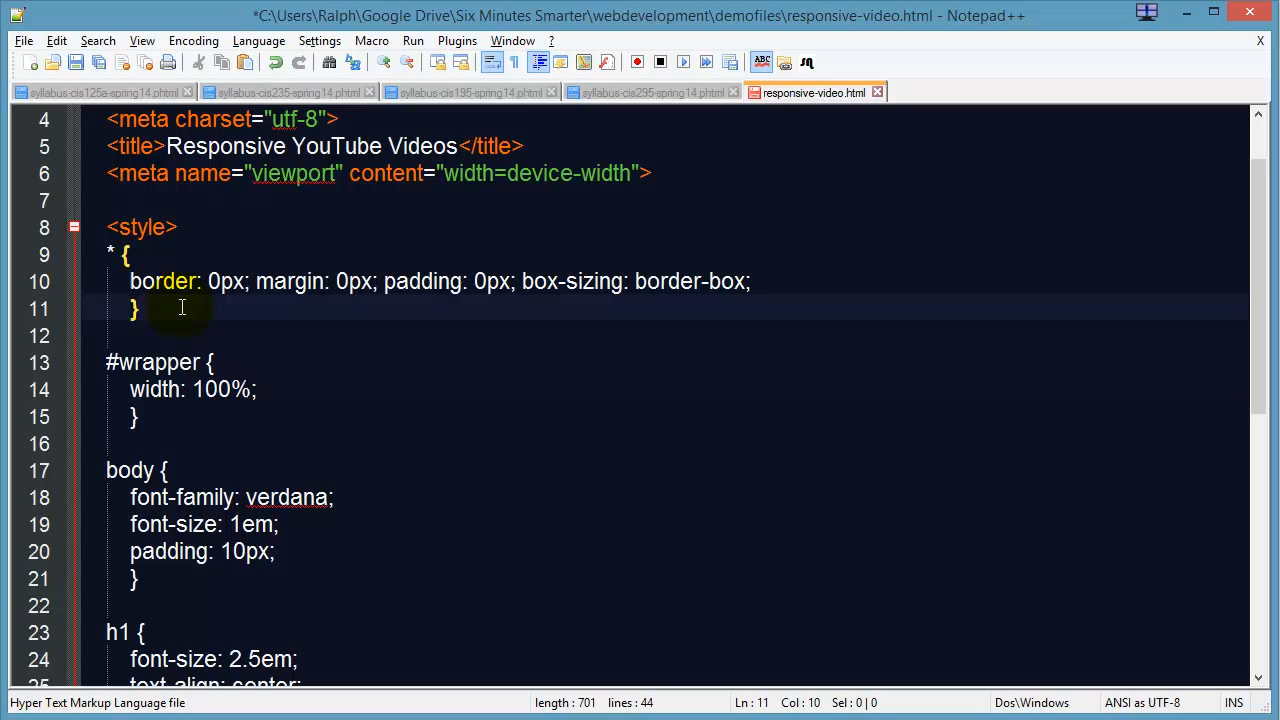 *C:\Users\Ralph\Google Drive\Six Minutes Smarter\webdevelopment\demofiles\responsive-video.html - Notepad++
File Edit Search View Encoding Language Settings Macro Run Plugins Window ? X
syllabus-cis125a-spring14.phtml syllabus-cis235-spring14.phtml syllabus-cis195-spring14.phtml syllabus-cis295-spring14.phtml responsive-video.html
4 <meta charset="utf-8">
5 <title>Responsive YouTube Videos</title>
6 <meta name="viewport" content="width=device-width">
7
8 <style>
9 * {
10 border: 0px; margin: 0px; padding: 0px; box-sizing: border-box;
11 }
12
13 #wrapper {
14 width: 100%;
15 }
16
17 body {
18 font-family: verdana;
19 font-size: 1em;
20 padding: 10px;
21 }
22
23 h1 {
24 font-size: 2.5em;
25 text-align: center;
Hyper Text Markup Language file length : 701 lines : 44 Ln : 11 Col : 10 Sel : 0 | 0 Dos\Windows ANSI as UTF-8 INS